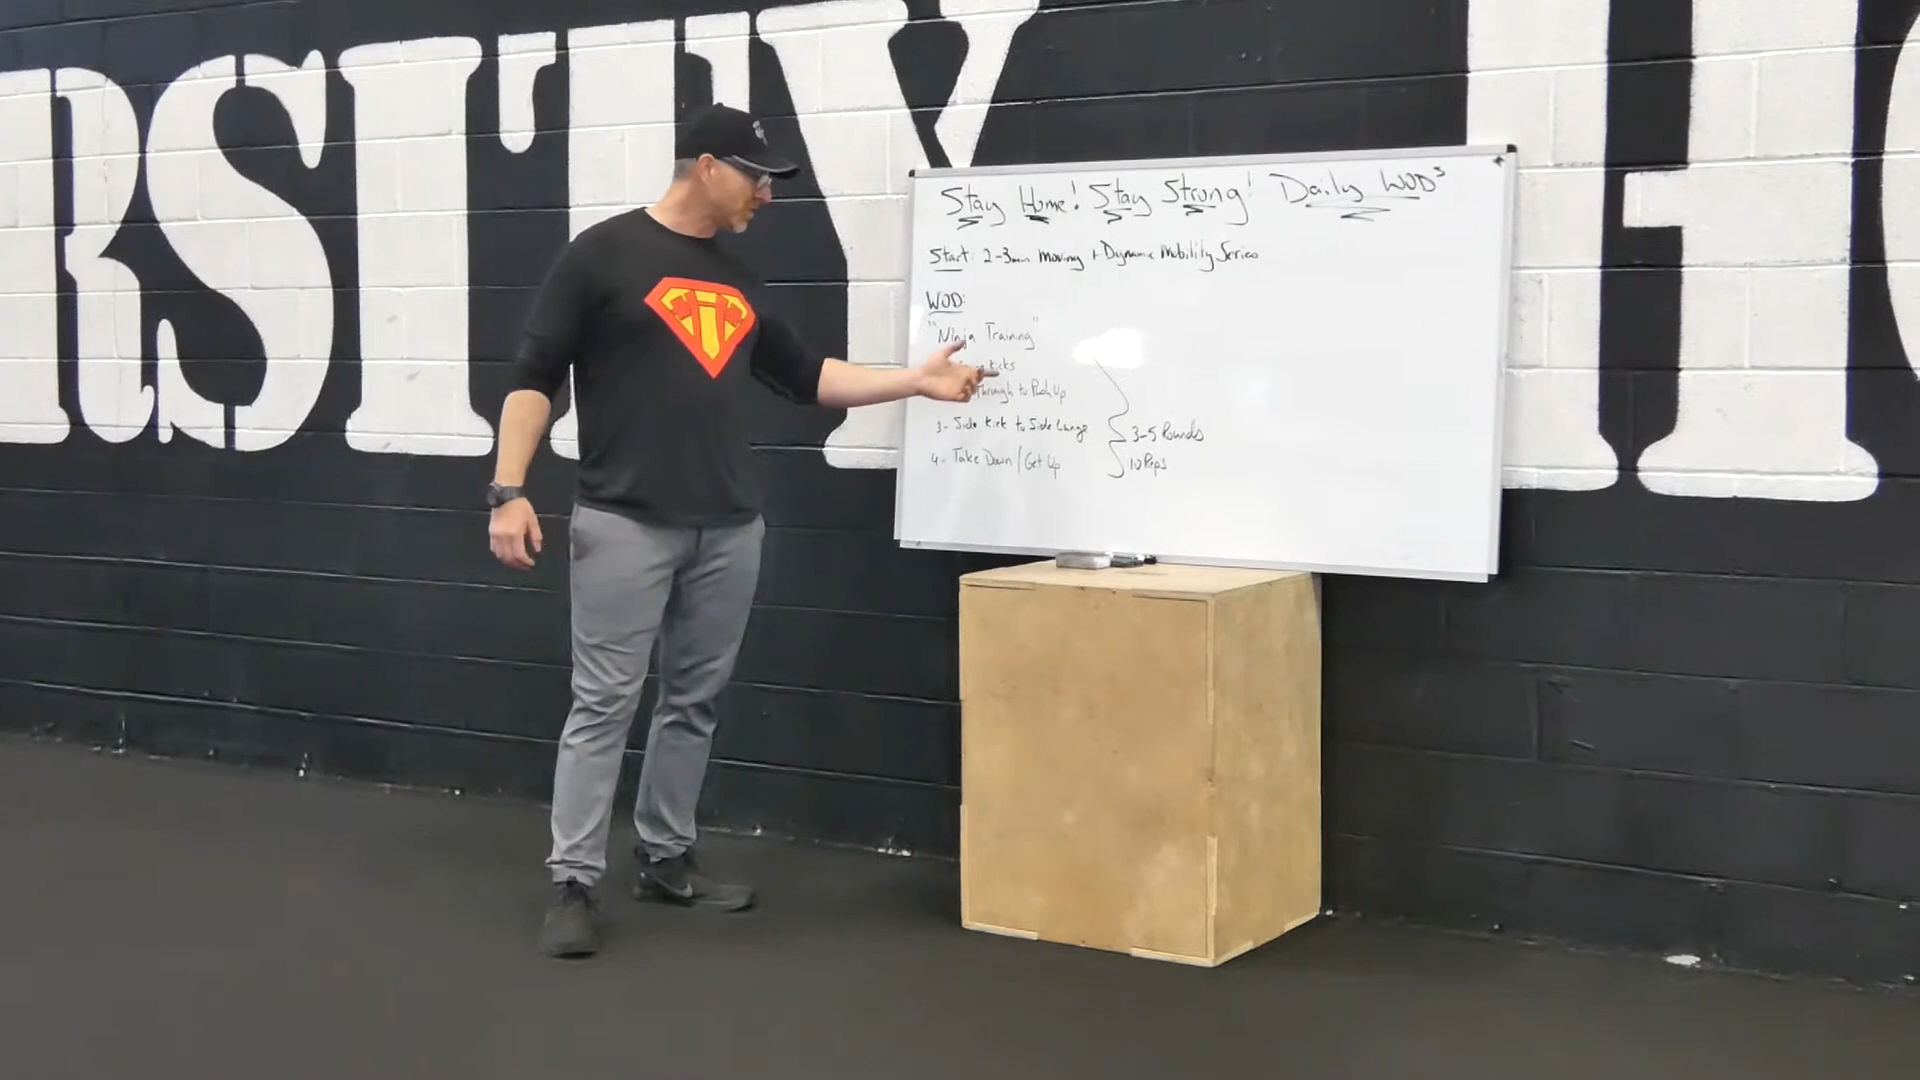 RSITY HO
Stay Home! Stay Strong! Daily WOD's
Start: 2-3min Moving + Dynamic Mobility Series
WOD:
"Ninja Training"
Kicks
Through to Push Up
3- Side Kick to Side Lunge
4- Take Down/Get Up
3-5 Rounds
10 Reps